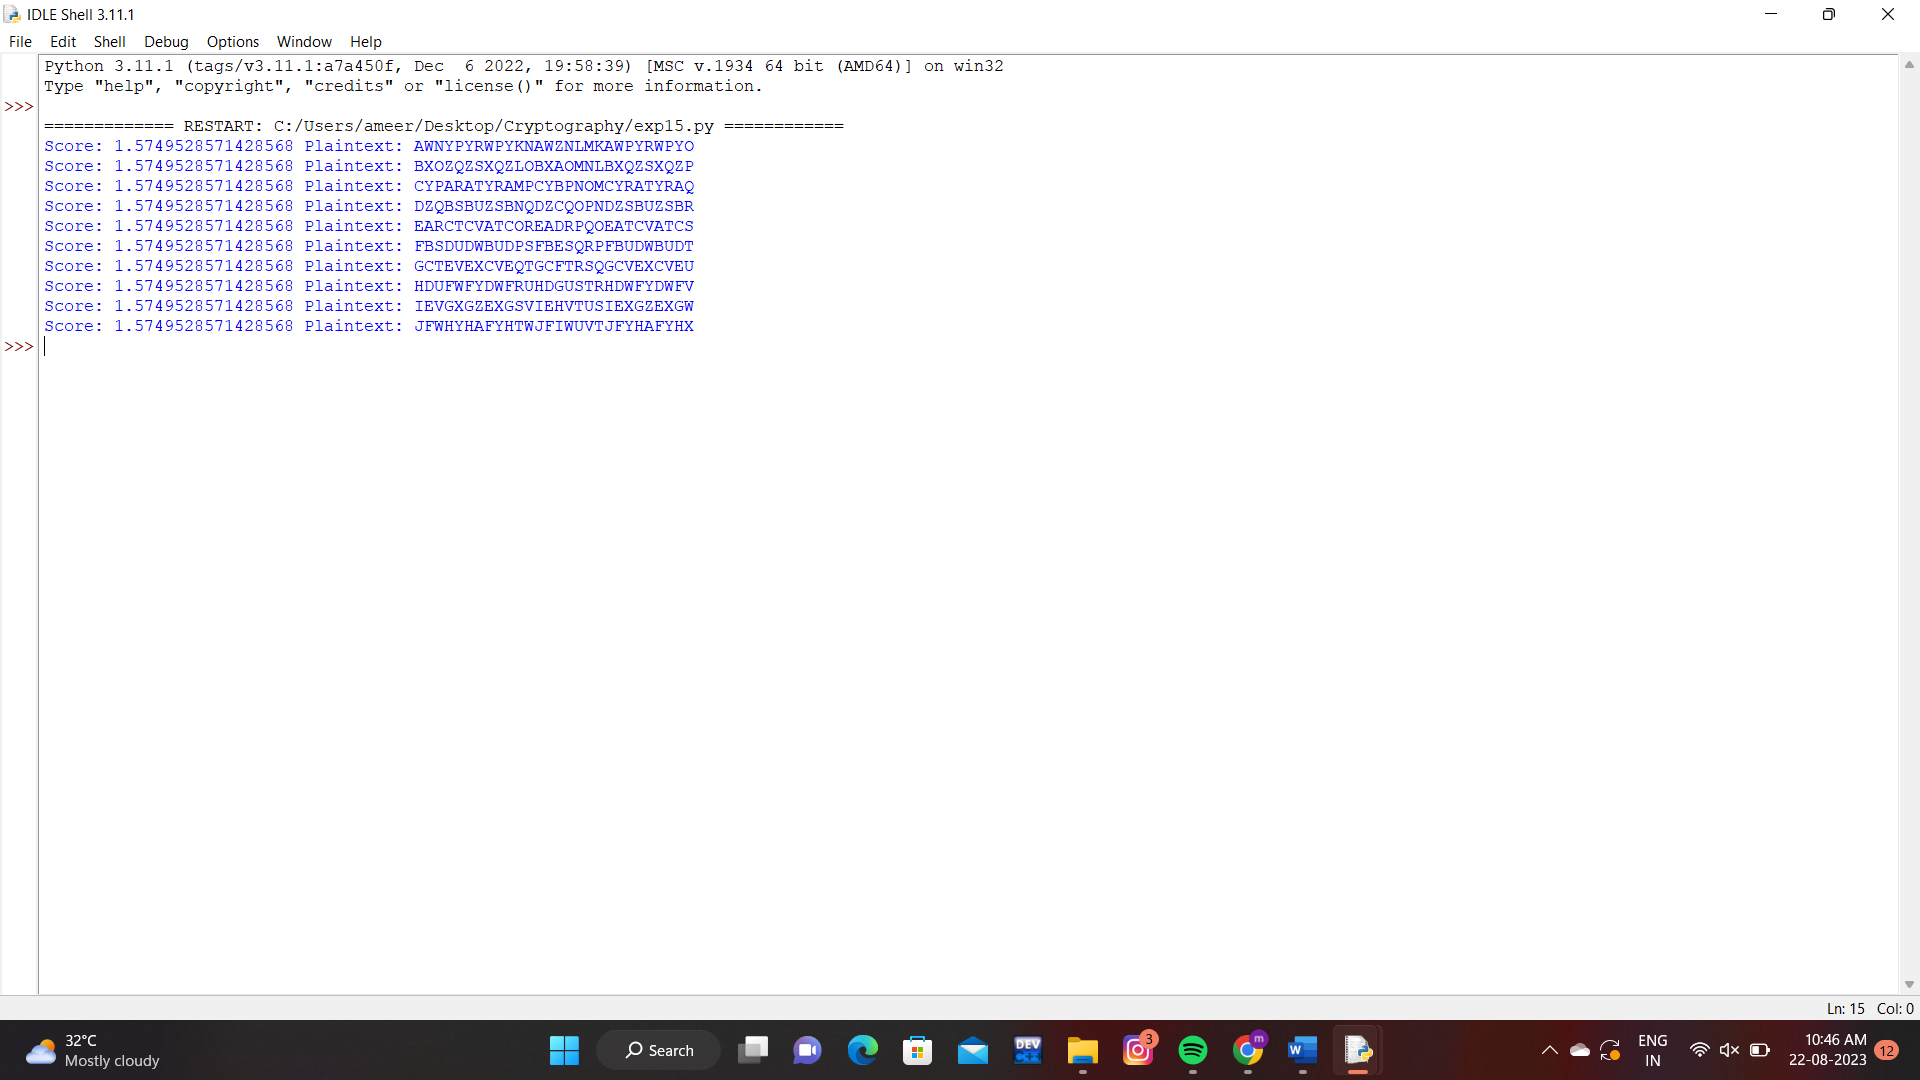 IDLE Shell 3.11.1
File Edit Shell Debug Options Window Help
Python 3.11.1 (tags/v3.11.1:a7a450f, Dec  6 2022, 19:58:39) [MSC v.1934 64 bit (AMD64)] on win32
Type "help", "copyright", "credits" or "license()" for more information.
>>>
============= RESTART: C:/Users/ameer/Desktop/Cryptography/exp15.py ============
Score: 1.5749528571428568 Plaintext: AWNYPYRWPYKNAWZNLMKAWPYRWPYO
Score: 1.5749528571428568 Plaintext: BXOZQZSXQZLOBXAOMNLBXQZSXQZP
Score: 1.5749528571428568 Plaintext: CYPARATYRAMPCYBPNOMCYRATYRAQ
Score: 1.5749528571428568 Plaintext: DZQBSBUZSBNQDZCQOPNDZSBUZSBR
Score: 1.5749528571428568 Plaintext: EARCTCVATCOREADRPQOEATCVATCS
Score: 1.5749528571428568 Plaintext: FBSDUDWBUDPSFBESQRPFBUDWBUDT
Score: 1.5749528571428568 Plaintext: GCTEVEXCVEQTGCFTRSQGCVEXCVEU
Score: 1.5749528571428568 Plaintext: HDUFWFYDWFRUHDGUSTRHDWFYDWFV
Score: 1.5749528571428568 Plaintext: IEVGXGZEXGSVIEHVTUSIEXGZEXGW
Score: 1.5749528571428568 Plaintext: JFWHYHAFYHTWJFIWUVTJFYHAFYHX
>>>
Ln: 15 Col: 0
32°C
Mostly cloudy
Search
DEV
C++
3
m
W
ENG
IN
10:46 AM
22-08-2023
12